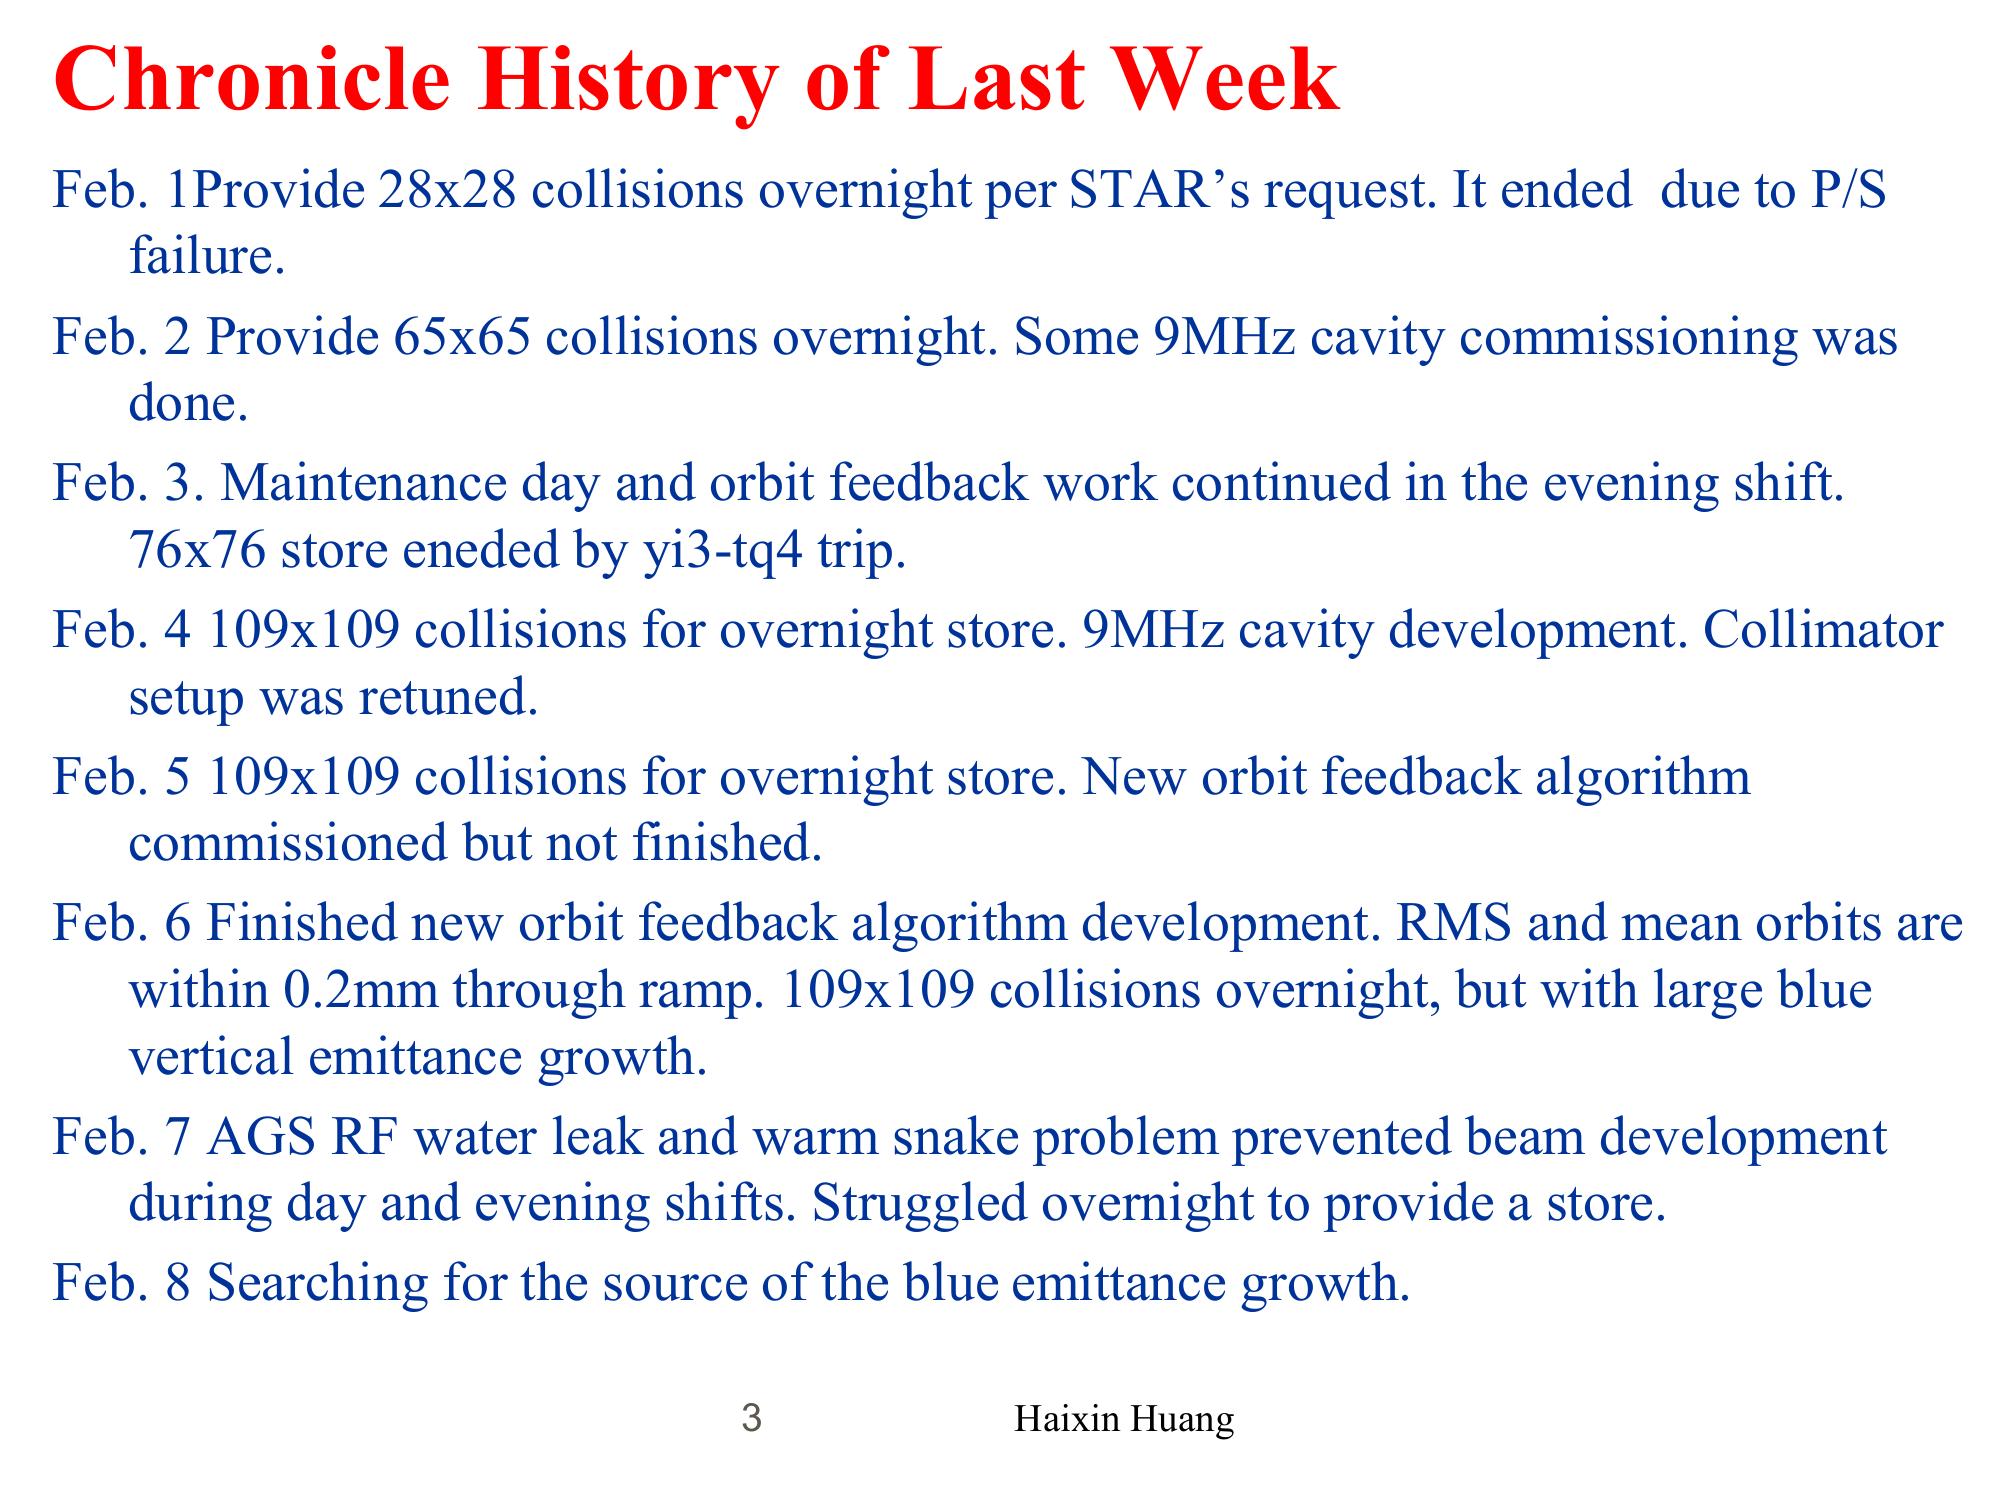 Chronicle History of Last Week
Feb. 1Provide 28x28 collisions overnight per STAR’s request. It ended  due to P/S
failure.
Feb. 2 Provide 65x65 collisions overnight. Some 9MHz cavity commissioning was
done.
Feb. 3. Maintenance day and orbit feedback work continued in the evening shift.
76x76 store eneded by yi3-tq4 trip.
Feb. 4 109x109 collisions for overnight store. 9MHz cavity development. Collimator
setup was retuned.
Feb. 5 109x109 collisions for overnight store. New orbit feedback algorithm
commissioned but not finished.
Feb. 6 Finished new orbit feedback algorithm development. RMS and mean orbits are
within 0.2mm through ramp. 109x109 collisions overnight, but with large blue
vertical emittance growth.
Feb. 7 AGS RF water leak and warm snake problem prevented beam development
during day and evening shifts. Struggled overnight to provide a store.
Feb. 8 Searching for the source of the blue emittance growth.
3 Haixin Huang